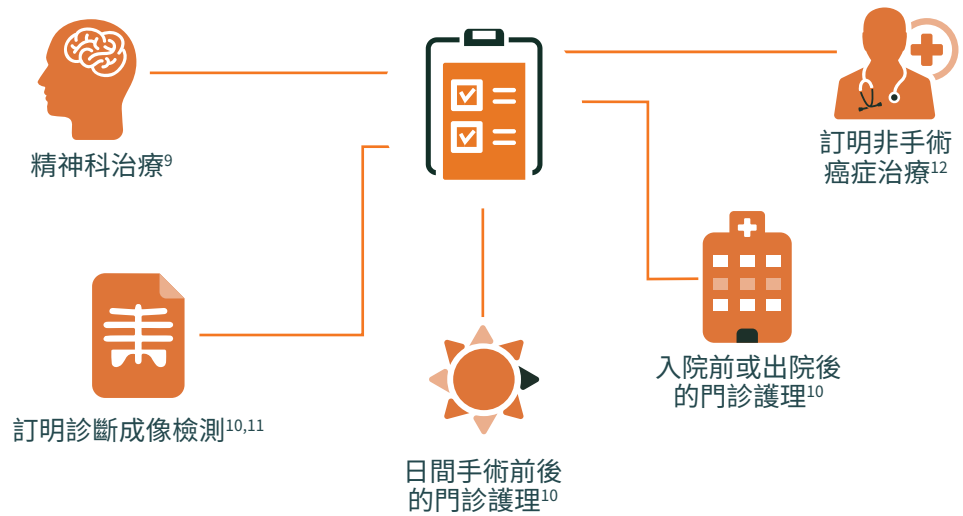 精神科治療⁹
訂明非手術
癌症治療¹²
入院前或出院後
的門診護理¹⁰
訂明診斷成像檢測¹⁰,¹¹
日間手術前後
的門診護理¹⁰